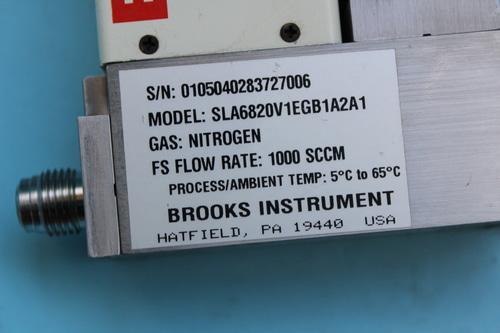 S/N: 0105040283727006
MODEL: SLA6820V1EGB1A2A1
GAS: NITROGEN
FS FLOW RATE: 1000 SCCM
PROCESS/AMBIENT TEMP: 5°C to 65°C
BROOKS INSTRUMENT
HATFIELD, PA 19440 USA